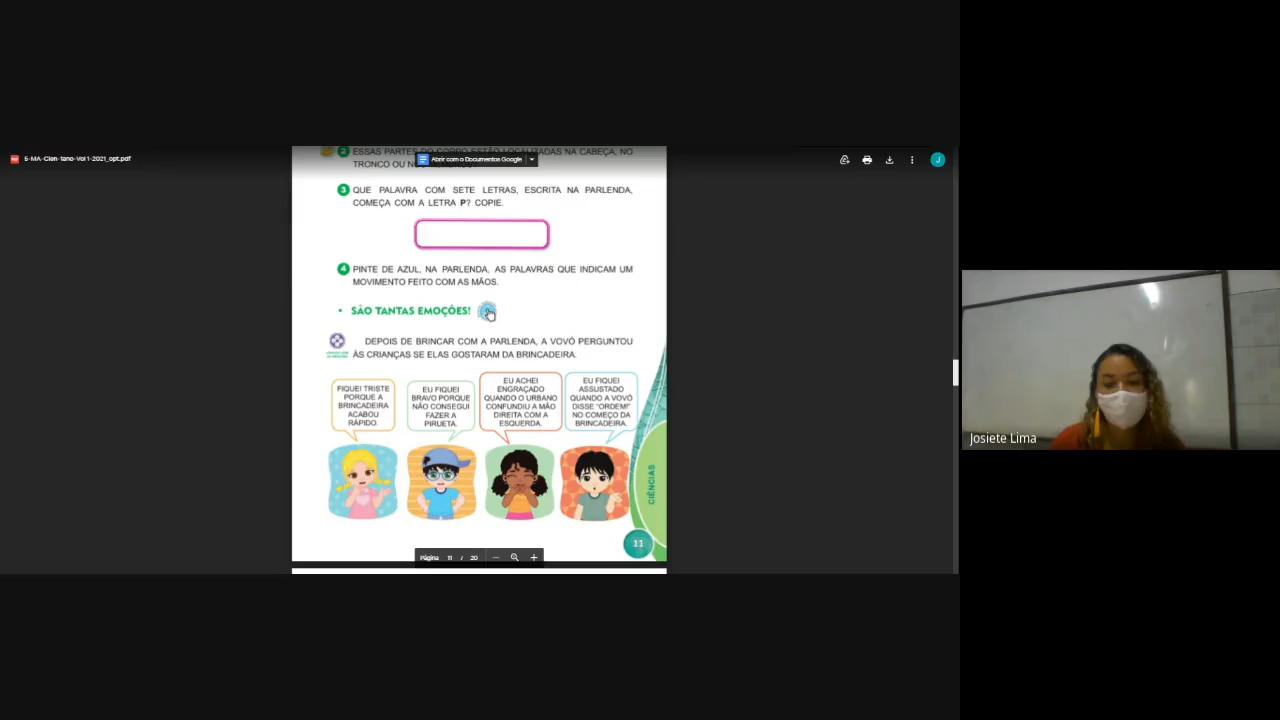 5-MA-Cien-1ano-Vol 1-2021_opt.pdf
Abrir com o Documentos Google
J
2 ESSAS PARTES DO CORPO ESTÃO LOCALIZADAS NA CABEÇA, NO
TRONCO OU NOS
3 QUE PALAVRA COM SETE LETRAS, ESCRITA NA PARLENDA,
COMEÇA COM A LETRA P? COPIE.
4 PINTE DE AZUL, NA PARLENDA, AS PALAVRAS QUE INDICAM UM
MOVIMENTO FEITO COM AS MÃOS.
• SÃO TANTAS EMOÇÕES!
DEPOIS DE BRINCAR COM A PARLENDA, A VOVÓ PERGUNTOU
ÀS CRIANÇAS SE ELAS GOSTARAM DA BRINCADEIRA.
FIQUEI TRISTE
PORQUE A
BRINCADEIRA
ACABOU
RÁPIDO.
EU FIQUEI
BRAVO PORQUE
NÃO CONSEGUI
FAZER A
PIRUETA.
EU ACHEI
ENGRAÇADO
QUANDO O URBANO
CONFUNDIU A MÃO
DIREITA COM A
ESQUERDA.
EU FIQUEI
ASSUSTADO
QUANDO A VOVÓ
DISSE "ORDEM!"
NO COMEÇO DA
BRINCADEIRA.
CIÊNCIAS
11
Página 11 / 20
Josiete Lima